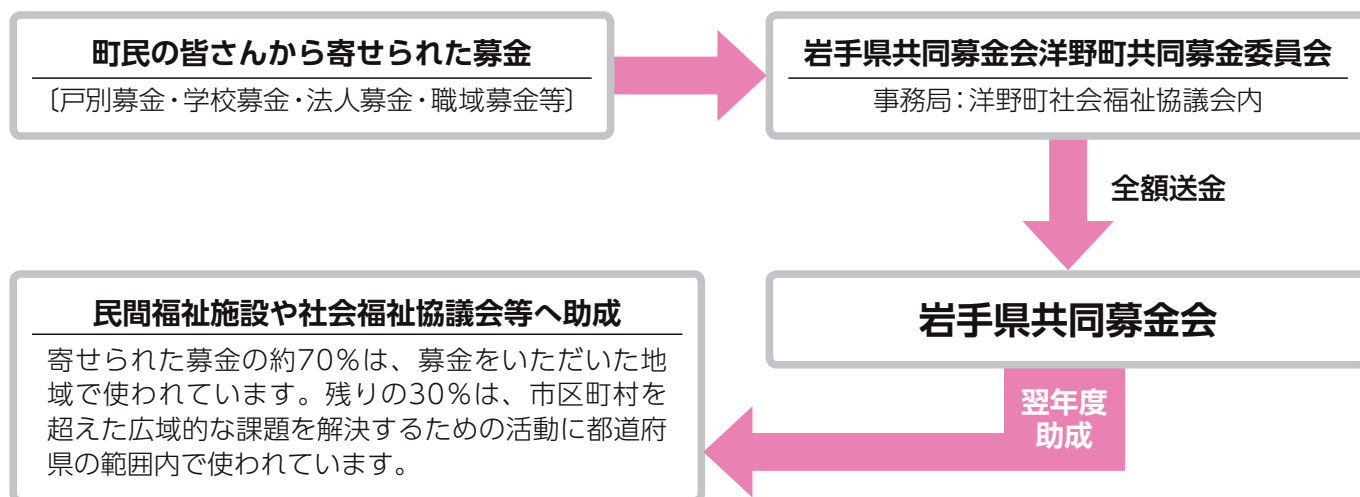 町民の皆さんから寄せられた募金
〔戸別募金・学校募金・法人募金・職域募金等〕
岩手県共同募金会洋野町共同募金委員会
事務局：洋野町社会福祉協議会内
全額送金
岩手県共同募金会
翌年度
助成
民間福祉施設や社会福祉協議会等へ助成
寄せられた募金の約70％は、募金をいただいた地
域で使われています。残りの30％は、市区町村を
超えた広域的な課題を解決するための活動に都道府
県の範囲内で使われています。